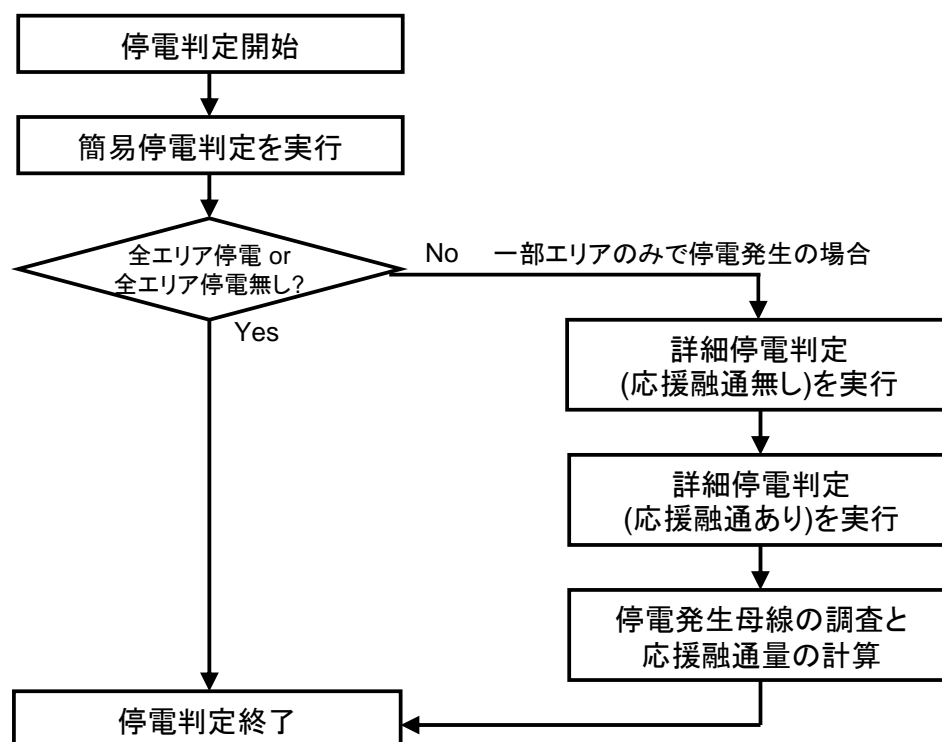 停電判定開始
簡易停電判定を実行
全エリア停電 or
全エリア停電無し?
No 一部エリアのみで停電発生の場合
Yes
詳細停電判定
(応援融通無し)を実行
詳細停電判定
(応援融通あり)を実行
停電発生母線の調査と
応援融通量の計算
停電判定終了